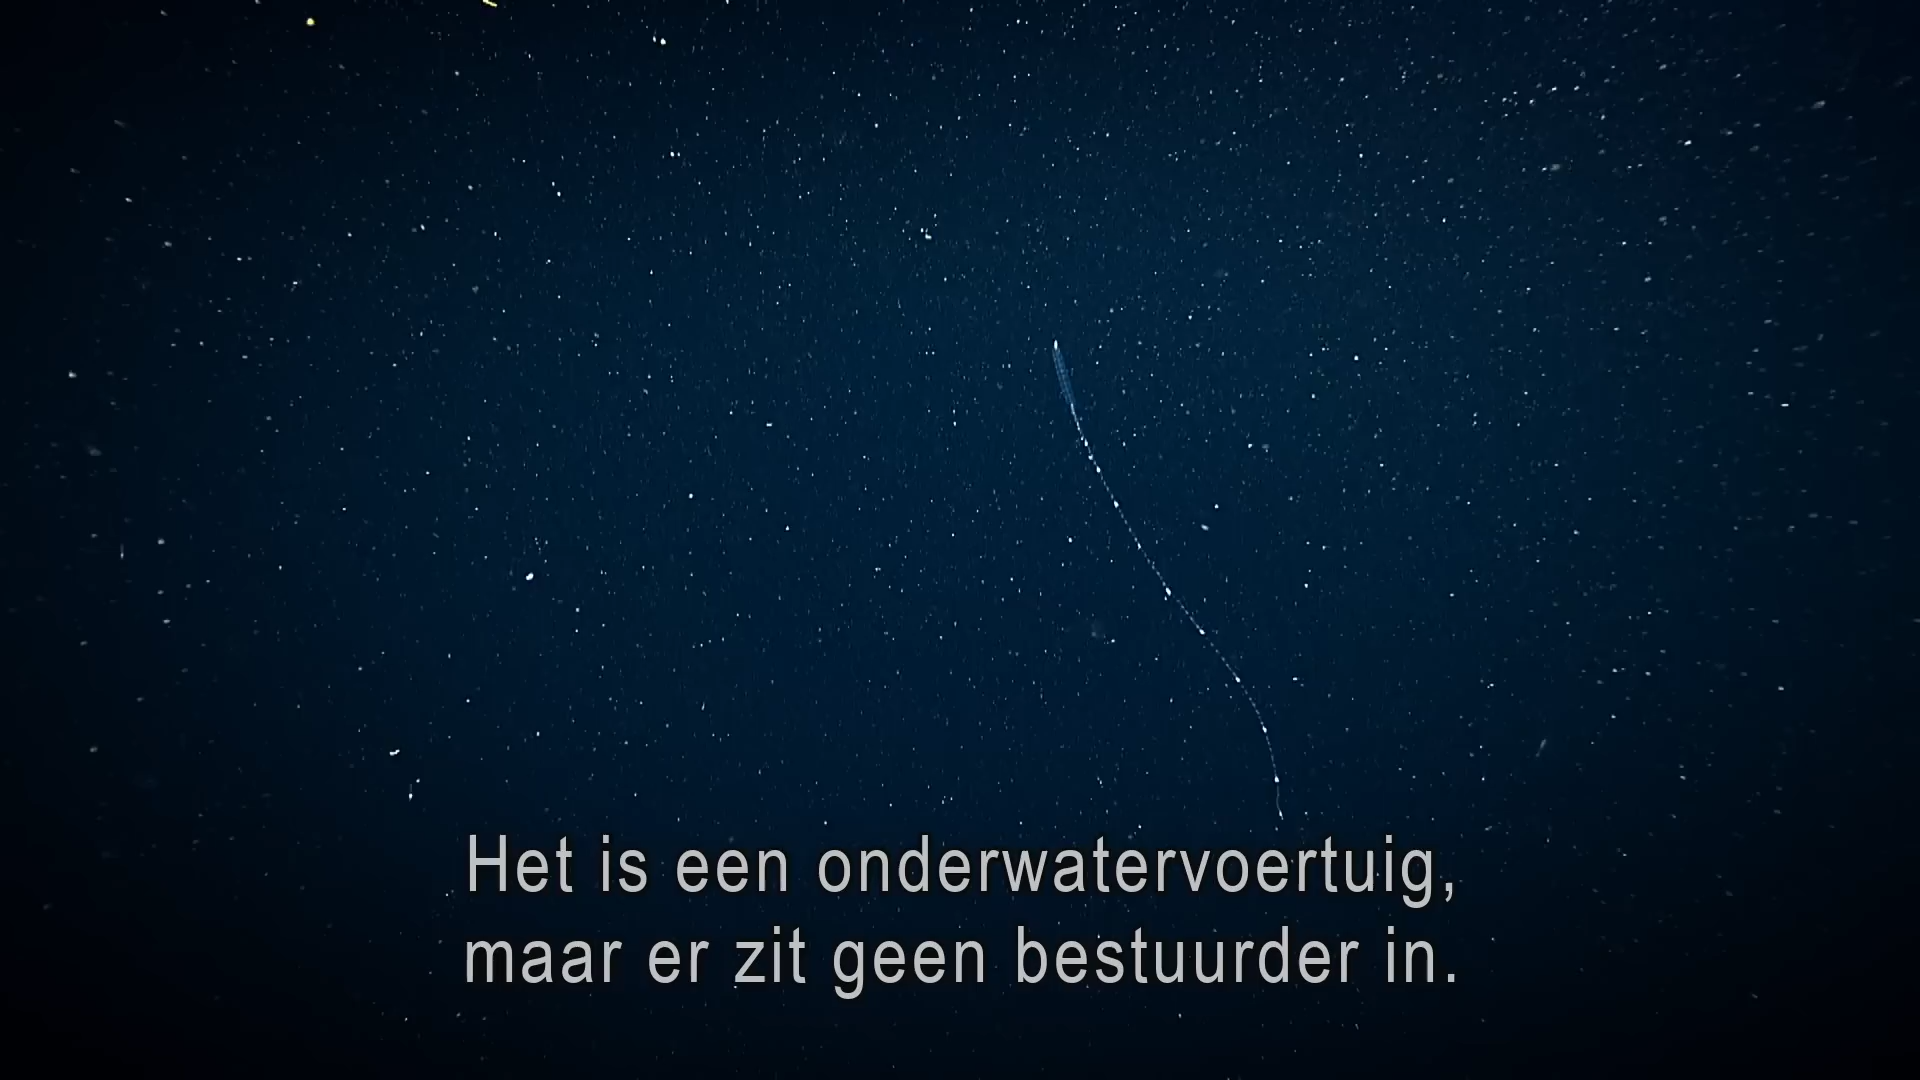 Het is een onderwatervoertuig,
maar er zit geen bestuurder in.